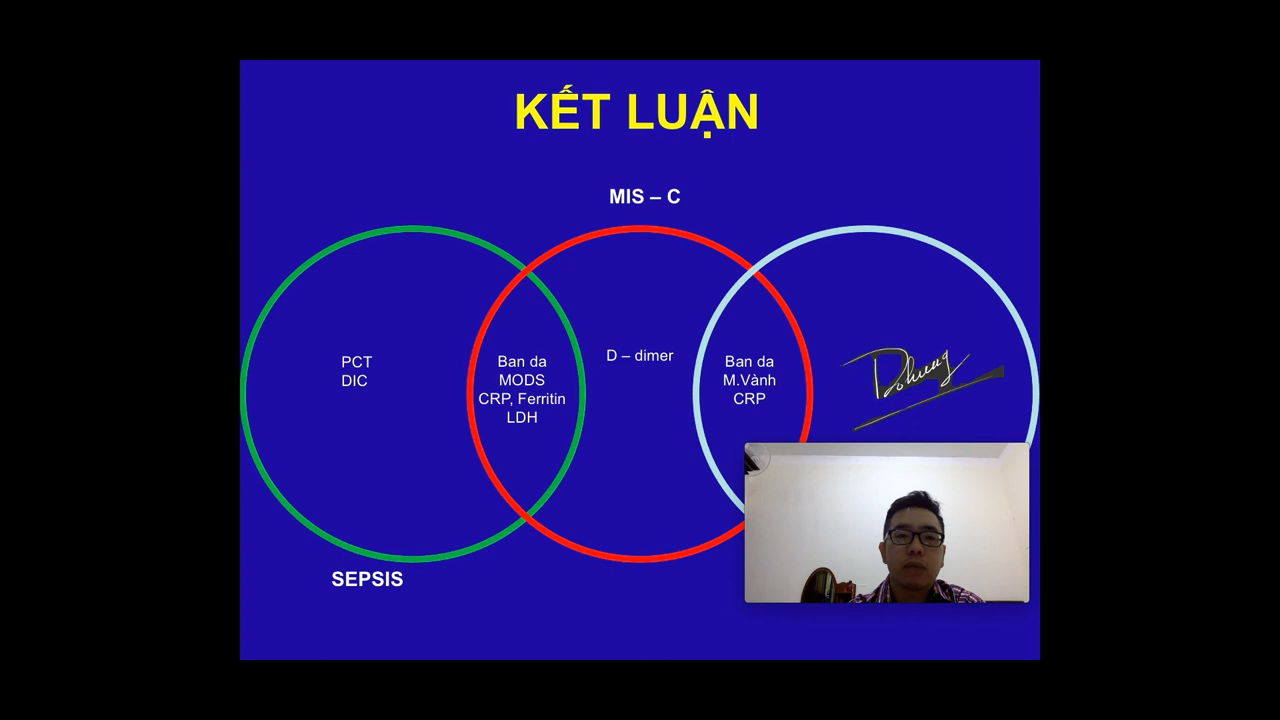 KẾT LUẬN
MIS – C
PCT
DIC
Ban da
MODS
CRP, Ferritin
LDH
D – dimer
Ban da
M.Vành
CRP
SEPSIS